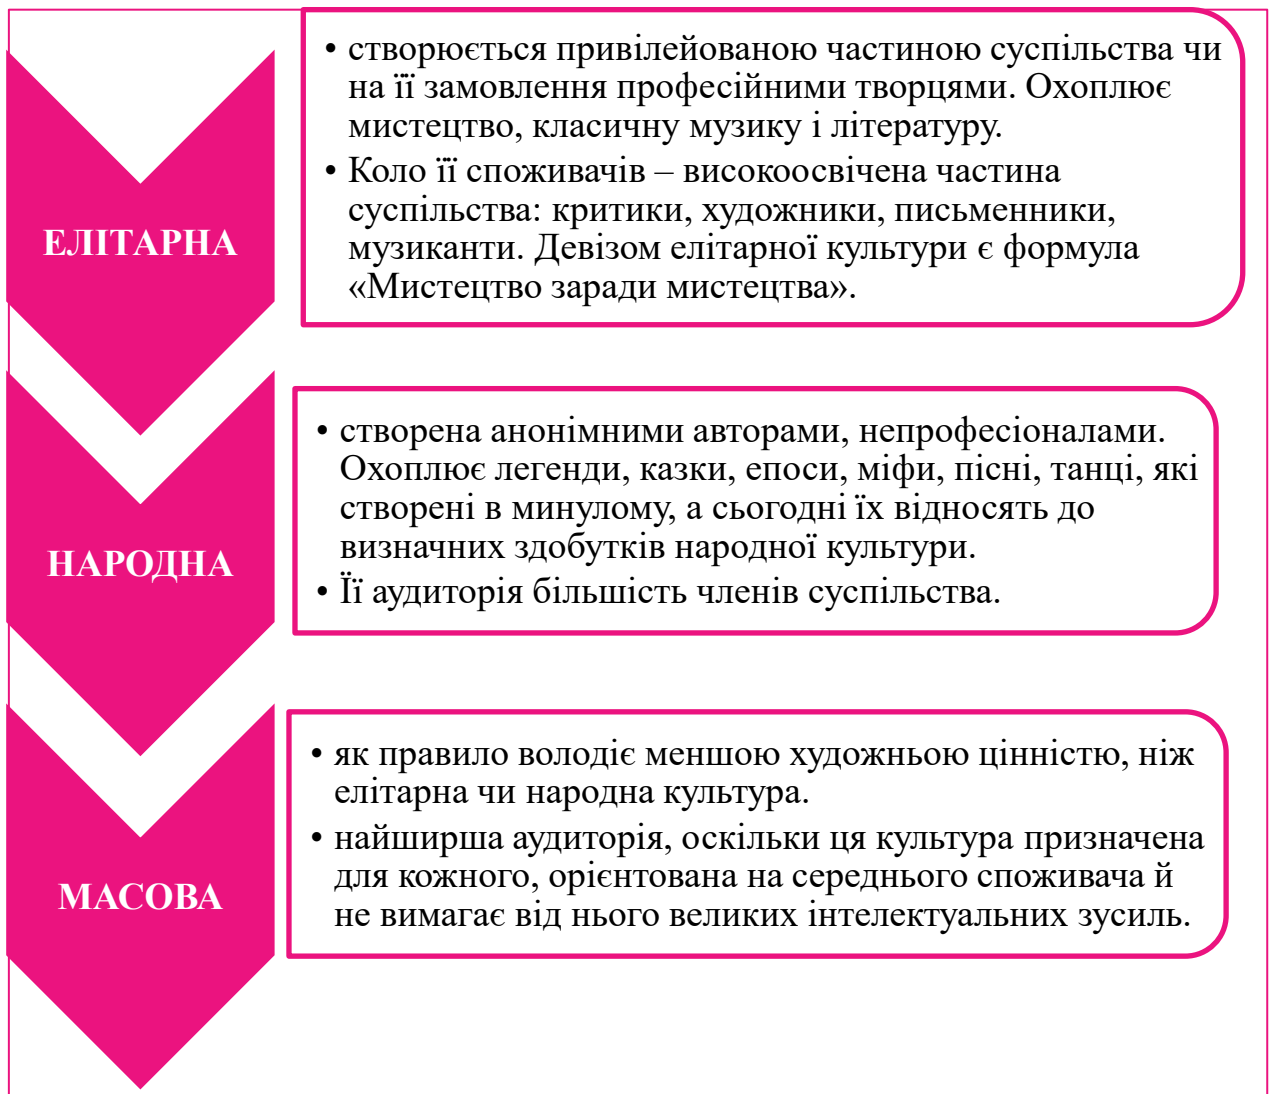 ЕЛІТАРНА
• створюється привілейованою частиною суспільства чи
на її замовлення професійними творцями. Охоплює
мистецтво, класичну музику і літературу.
• Коло її споживачів – високоосвічена частина
суспільства: критики, художники, письменники,
музиканти. Девізом елітарної культури є формула
«Мистецтво заради мистецтва».
НАРОДНА
• створена анонімними авторами, непрофесіоналами.
Охоплює легенди, казки, епоси, міфи, пісні, танці, які
створені в минулому, а сьогодні їх відносять до
визначних здобутків народної культури.
• Її аудиторія більшість членів суспільства.
МАСОВА
• як правило володіє меншою художньою цінністю, ніж
елітарна чи народна культура.
• найширша аудиторія, оскільки ця культура призначена
для кожного, орієнтована на середнього споживача й
не вимагає від нього великих інтелектуальних зусиль.